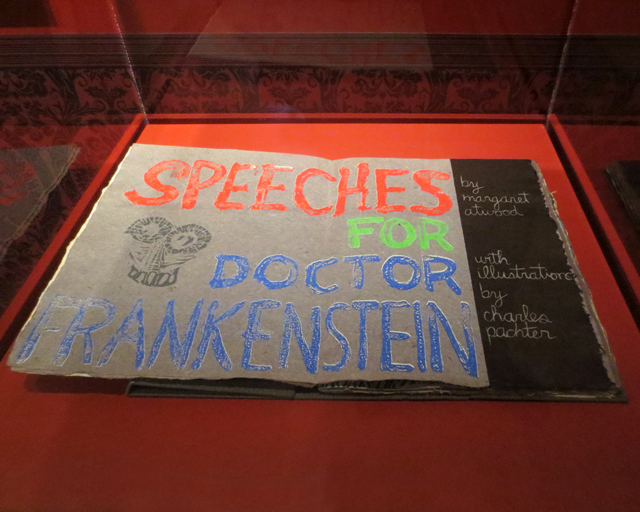 SPEECHES
FOR
DOCTOR
FRANKENSTEIN
by
margaret
atwood
with
illustrations
by
charles
pachter